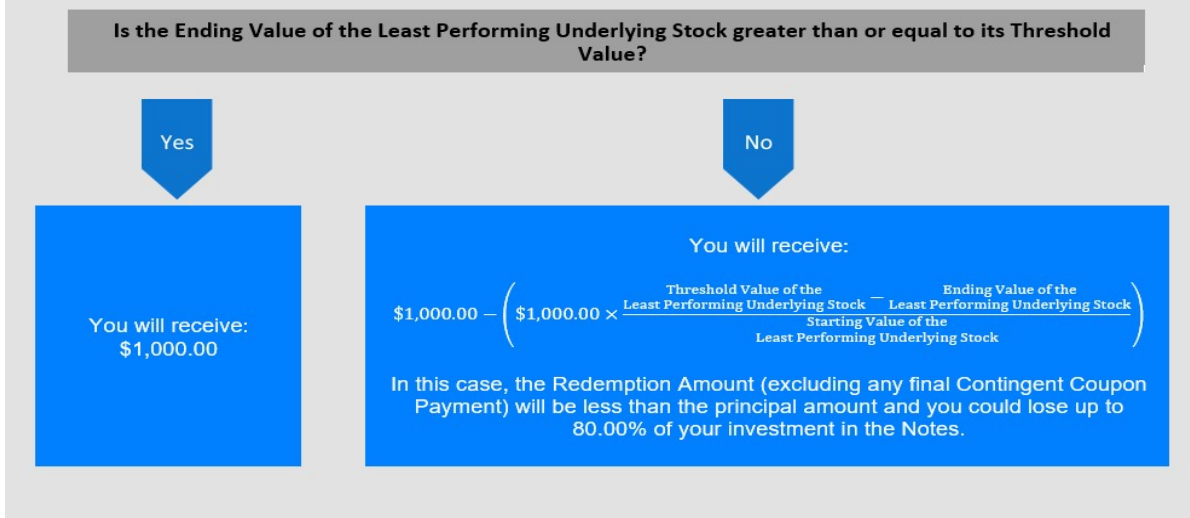 Is the Ending Value of the Least Performing Underlying Stock greater than or equal to its Threshold
Value?
Yes
No
You will receive:
$1,000.00
You will receive:
$1,000.00 − ($1,000.00 × (Threshold Value of the Least Performing Underlying Stock − Ending Value of the Least Performing Underlying Stock) / Starting Value of the Least Performing Underlying Stock)
In this case, the Redemption Amount (excluding any final Contingent Coupon
Payment) will be less than the principal amount and you could lose up to
80.00% of your investment in the Notes.